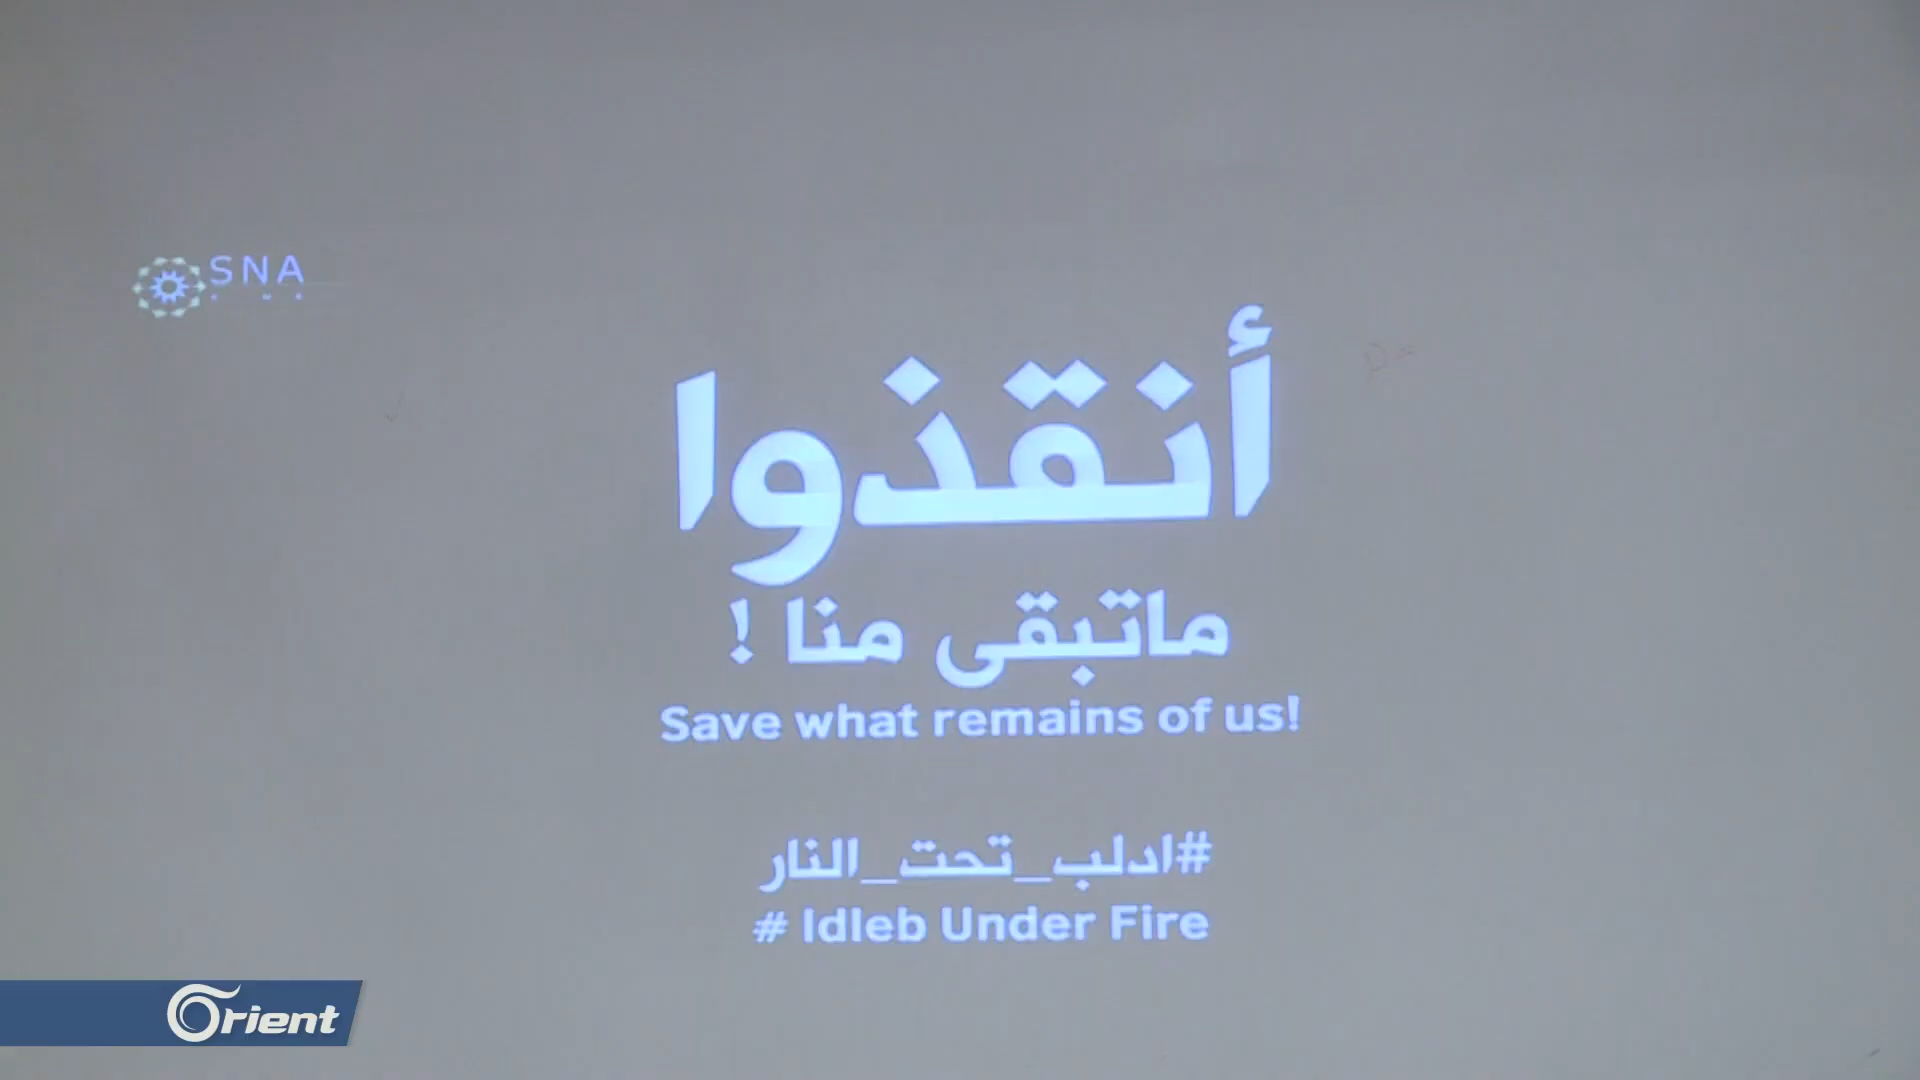 SNA
أنقذوا
ماتبقى منا !
Save what remains of us!
#ادلب_تحت_النار
# Idleb Under Fire
Orient